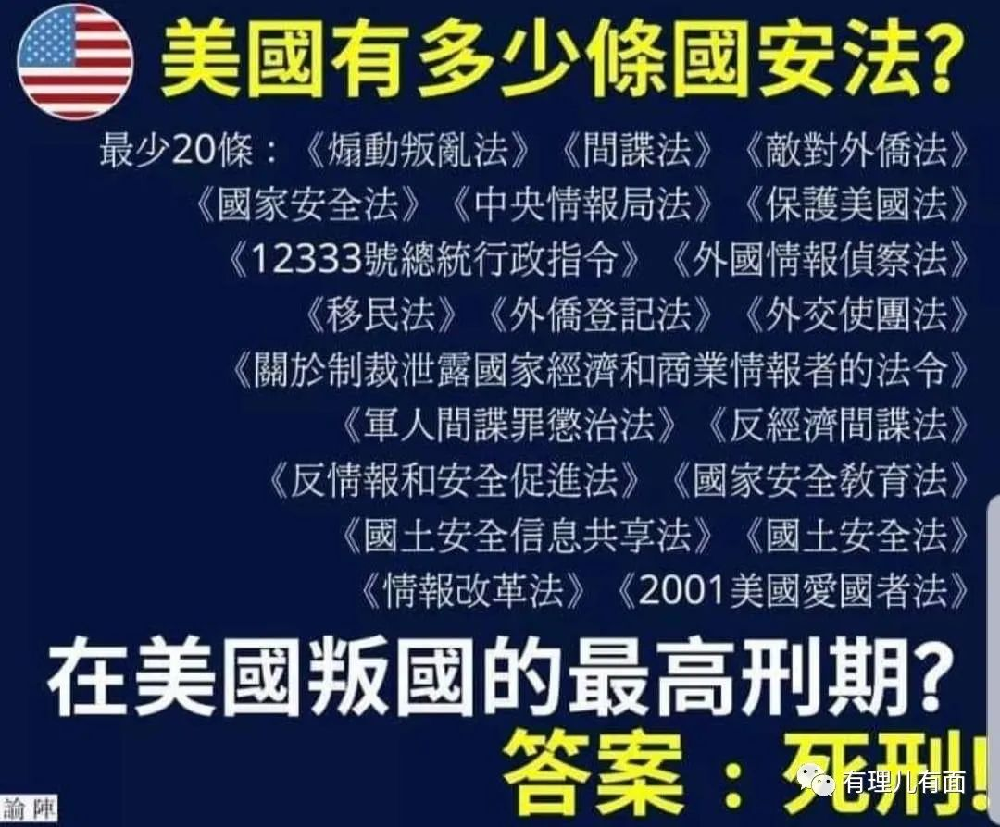 美國有多少條國安法?
最少20條：《煽動叛亂法》《間諜法》《敵對外僑法》
《國家安全法》《中央情報局法》《保護美國法》
《12333號總統行政指令》《外國情報偵察法》
《移民法》《外僑登記法》《外交使團法》
《關於制裁泄露國家經濟和商業情報者的法令》
《軍人間諜罪懲治法》《反經濟間諜法》
《反情報和安全促進法》《國家安全教育法》
《國土安全信息共享法》《國土安全法》
《情報改革法》《2001美國愛國者法》
在美國叛國的最高刑期?
答案：死刑!
有理儿有面
論陣